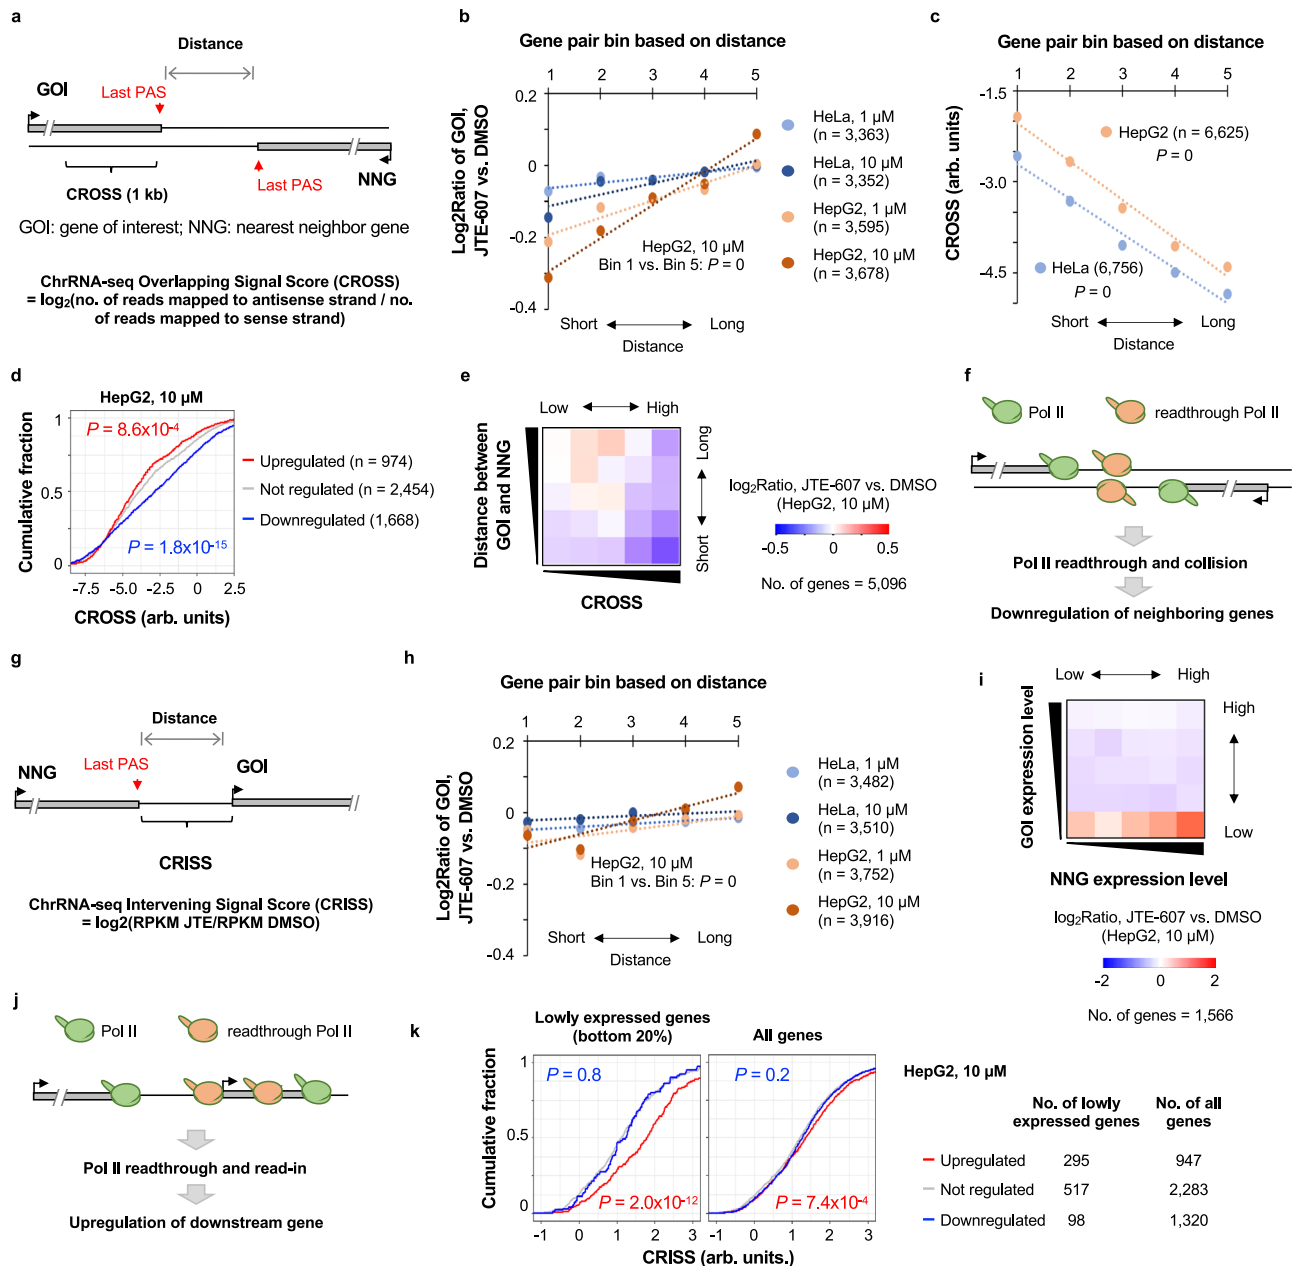 a
Distance
GOI
Last PAS
Last PAS
NNG
CROSS (1 kb)
GOI: gene of interest; NNG: nearest neighbor gene
ChrRNA-seq Overlapping Signal Score (CROSS)
= log2(no. of reads mapped to antisense strand / no.
of reads mapped to sense strand)
b
Gene pair bin based on distance
1 2 3 4 5
Log2Ratio of GOI,
JTE-607 vs. DMSO
0.2
0
-0.2
-0.4
HeLa, 1 µM
(n = 3,363)
HeLa, 10 µM
(n = 3,352)
HepG2, 1 µM
(n = 3,595)
HepG2, 10 µM
(n = 3,678)
HepG2, 10 µM
Bin 1 vs. Bin 5: P = 0
Short Long
Distance
c
Gene pair bin based on distance
1 2 3 4 5
CROSS (arb. units)
-1.5
-3.0
-4.5
HepG2 (n = 6,625)
P = 0
HeLa (6,756)
P = 0
Short Long
Distance
d
HepG2, 10 µM
Cumulative fraction
1
0.5
0
P = 8.6x10-4
P = 1.8x10-15
-7.5 -5.0 -2.5 0 2.5
CROSS (arb. units)
Upregulated (n = 974)
Not regulated (n = 2,454)
Downregulated (1,668)
e
Low High
Distance between
GOI and NNG
Long
Short
CROSS
log2Ratio, JTE-607 vs. DMSO
(HepG2, 10 µM)
-0.5 0 0.5
No. of genes = 5,096
f
Pol II
readthrough Pol II
Pol II readthrough and collision
Downregulation of neighboring genes
g
Distance
NNG
Last PAS
GOI
CRISS
ChrRNA-seq Intervening Signal Score (CRISS)
= log2(RPKM JTE/RPKM DMSO)
h
Gene pair bin based on distance
1 2 3 4 5
Log2Ratio of GOI,
JTE-607 vs. DMSO
0.2
0
-0.2
-0.4
HepG2, 10 µM
Bin 1 vs. Bin 5: P = 0
Short Long
Distance
HeLa, 1 µM
(n = 3,482)
HeLa, 10 µM
(n = 3,510)
HepG2, 1 µM
(n = 3,752)
HepG2, 10 µM
(n = 3,916)
i
Low High
GOI expression level
High
Low
NNG expression level
log2Ratio, JTE-607 vs. DMSO
(HepG2, 10 µM)
-2 0 2
No. of genes = 1,566
j
Pol II
readthrough Pol II
Pol II readthrough and read-in
Upregulation of downstream gene
k
Lowly expressed genes
(bottom 20%)
All genes
Cumulative fraction
1
0.5
0
P = 0.8
P = 2.0x10-12
P = 0.2
P = 7.4x10-4
-1 0 1 2 3
-1 0 1 2 3
CRISS (arb. units.)
HepG2, 10 µM
No. of lowly
expressed genes
No. of all
genes
Upregulated 295 947
Not regulated 517 2,283
Downregulated 98 1,320